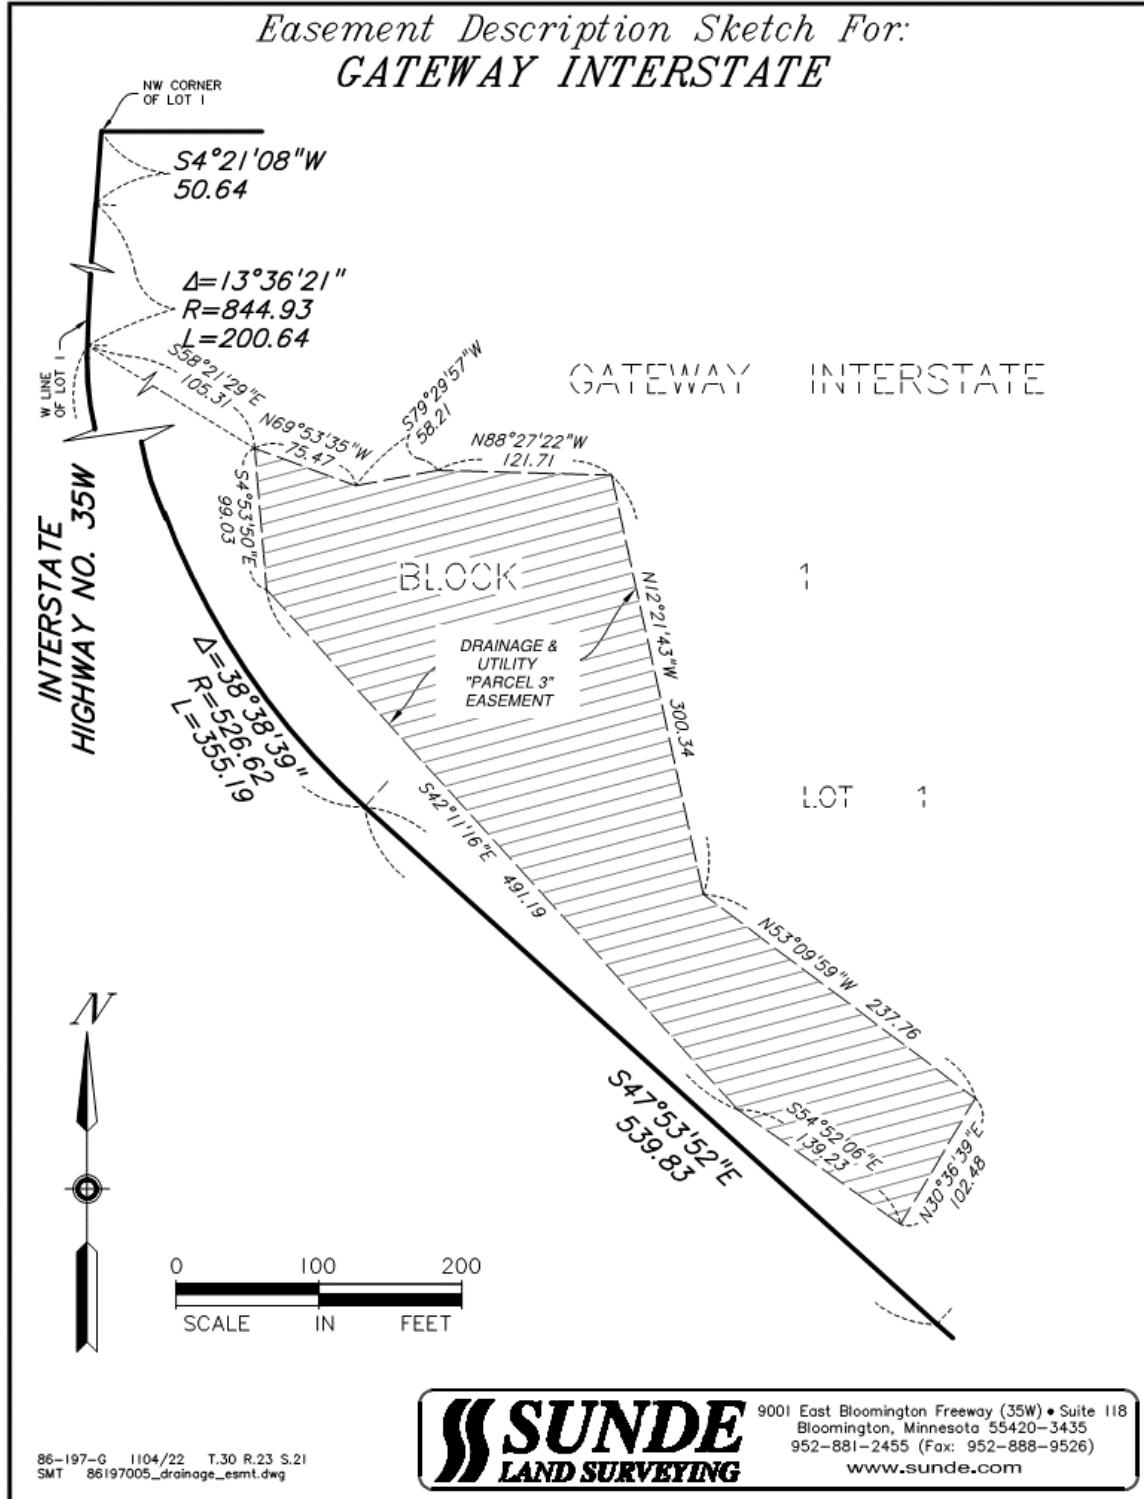 Easement Description Sketch For:
GATEWAY INTERSTATE
NW CORNER
OF LOT 1
S4°21'08"W
50.64
Δ=13°36'21"
R=844.93
L=200.64
W LINE
OF LOT 1
S58°21'29"E
105.31
N69°53'35"W
75.47
S79°29'57"W
58.21
N88°27'22"W
121.71
GATEWAY INTERSTATE
S4°53'50"E
99.03
INTERSTATE
HIGHWAY NO. 35W
BLOCK 1
N12°21'43"W 300.34
DRAINAGE &
UTILITY
"PARCEL 3"
EASEMENT
Δ=38°38'39"
R=526.62
L=355.19
S42°11'16"E 491.19
LOT 1
N53°09'59"W 237.76
N
S47°53'52"E
539.83
S54°52'06"E
139.23
N30°36'39"E
102.48
0 100 200
SCALE IN FEET
SUNDE
LAND SURVEYING
9001 East Bloomington Freeway (35W) • Suite 118
Bloomington, Minnesota 55420-3435
952-881-2455 (Fax: 952-888-9526)
www.sunde.com
86-197-G 1104/22 T.30 R.23 S.21
SMT 86197005_drainage_esmt.dwg